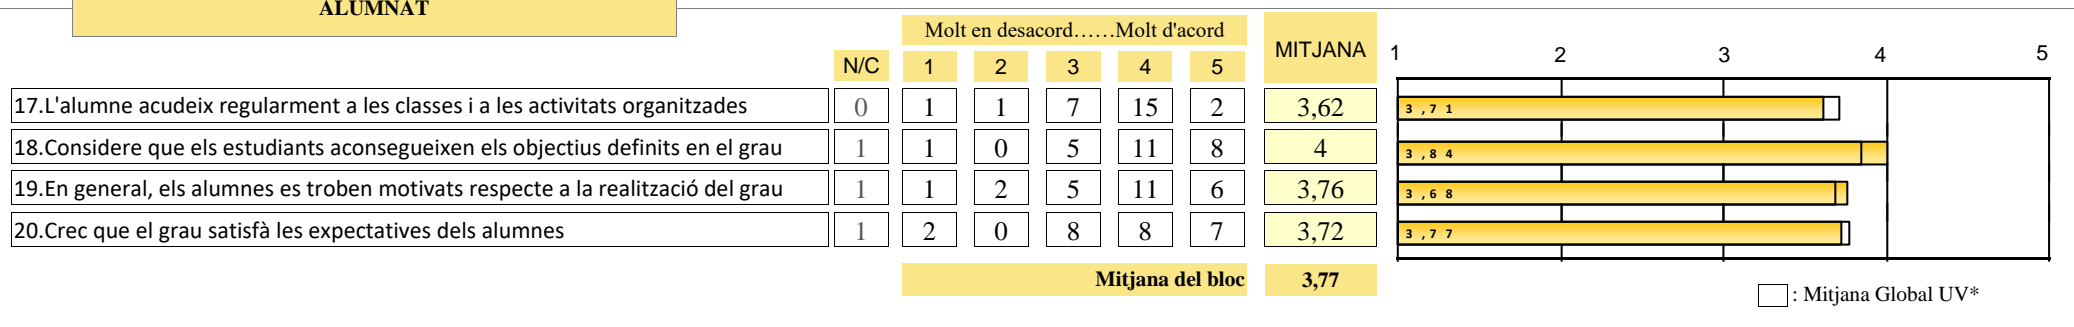 ALUMNAT
Molt en desacord……Molt d'acord
MITJANA
1 2 3 4 5
N/C 1 2 3 4 5
17.L'alumne acudeix regularment a les classes i a les activitats organitzades 0 1 1 7 15 2 3,62 3,71
18.Considere que els estudiants aconsegueixen els objectius definits en el grau 1 1 0 5 11 8 4 3,84
19.En general, els alumnes es troben motivats respecte a la realització del grau 1 1 2 5 11 6 3,76 3,68
20.Crec que el grau satisfà les expectatives dels alumnes 1 2 0 8 8 7 3,72 3,77
Mitjana del bloc 3,77
: Mitjana Global UV*